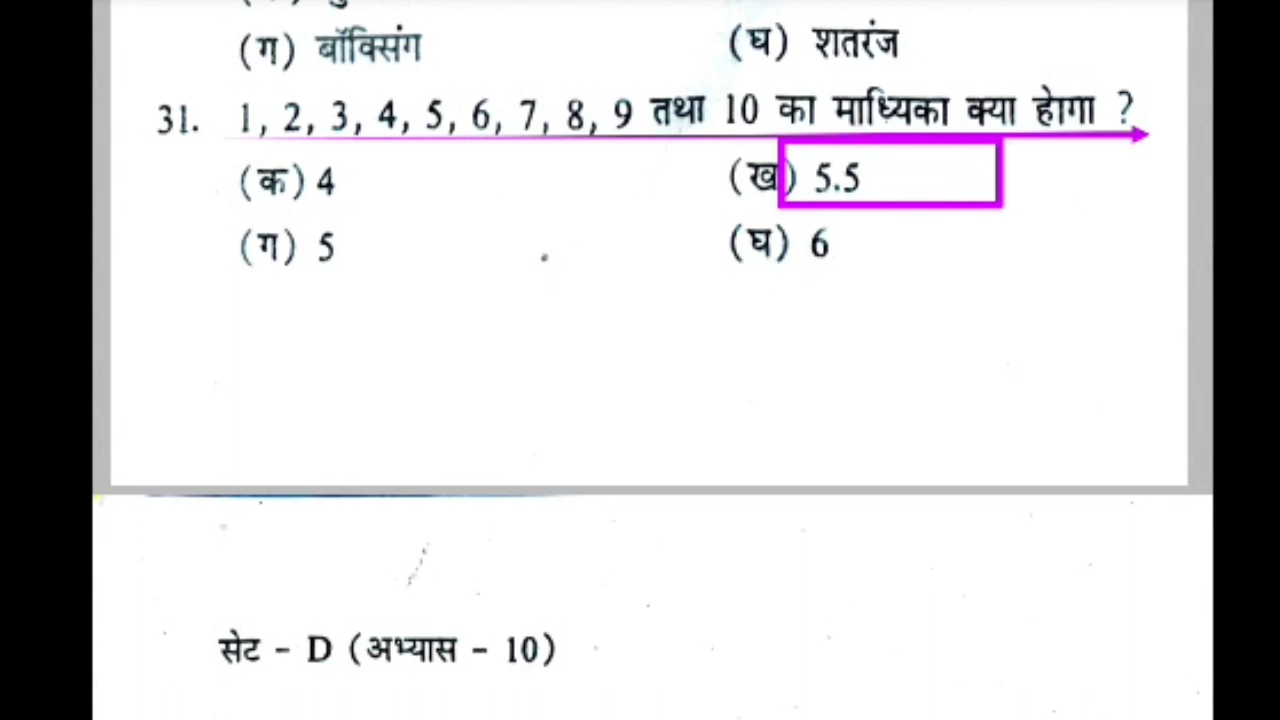 (ग) बॉक्सिंग (घ) शतरंज
31. 1, 2, 3, 4, 5, 6, 7, 8, 9 तथा 10 का माध्यिका क्या हेागा ?
(क) 4 (ख) 5.5
(ग) 5 (घ) 6
सेट - D (अभ्यास - 10)